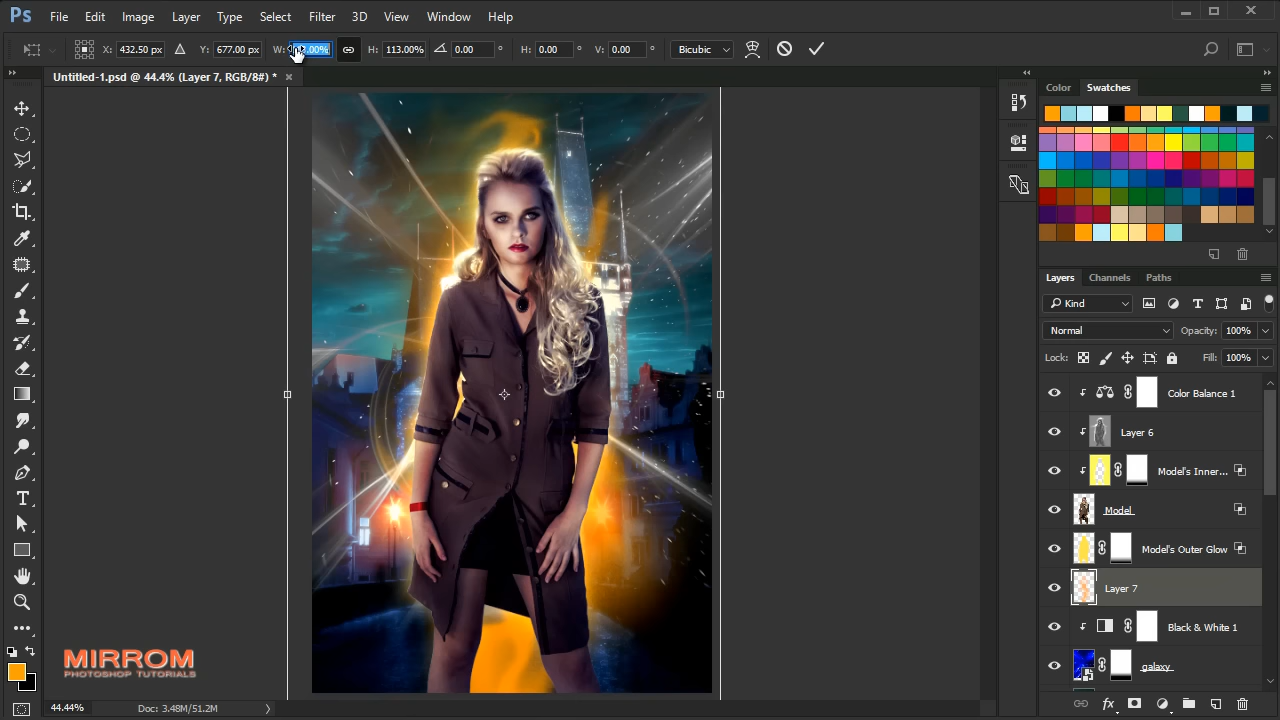 Ps File Edit Image Layer Type Select Filter 3D View Window Help
X: 432.50 px Y: 677.00 px W: H: 113.00% 0.00 ° H: 0.00 ° V: 0.00 ° Bicubic
Untitled-1.psd @ 44.4% (Layer 7, RGB/8#) *
Color Swatches
Layers Channels Paths
Kind
Normal Opacity: 100%
Lock: Fill: 100%
Color Balance 1
Layer 6
Model's Inner...
Model
Model's Outer Glow
Layer 7
Black & White 1
galaxy
MIRROM
PHOTOSHOP TUTORIALS
44.44% Doc: 3.48M/51.2M
fx